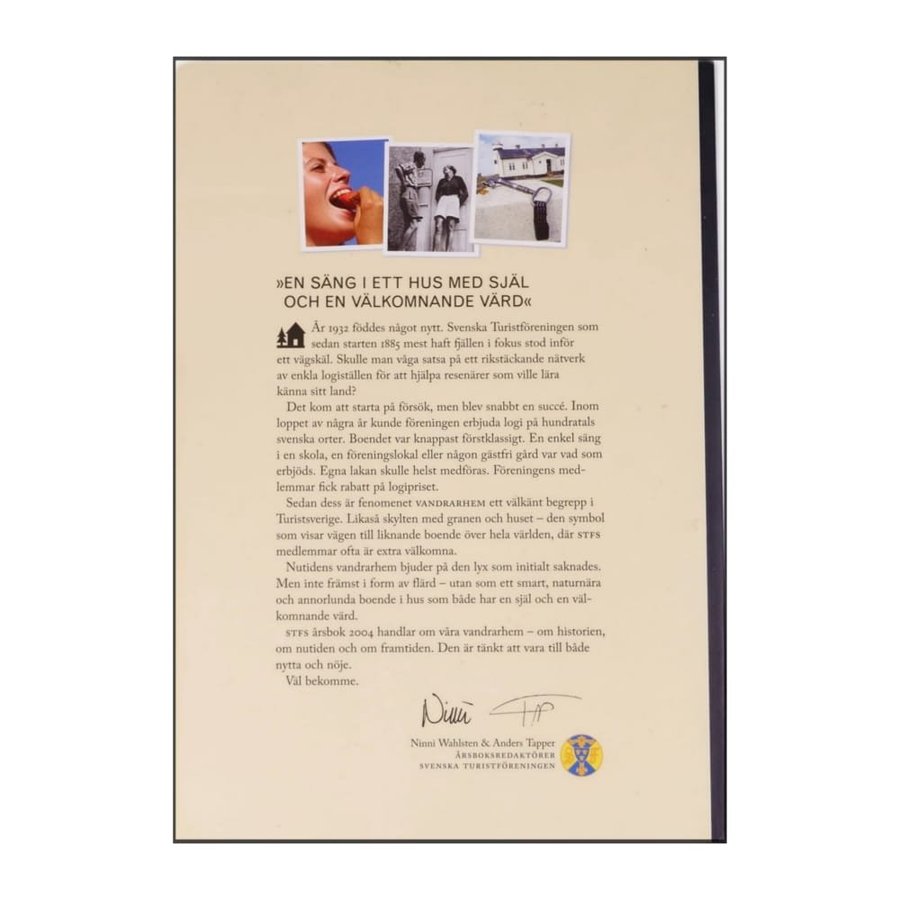 »EN SÄNG I ETT HUS MED SJÄL
OCH EN VÄLKOMNANDE VÄRD«
År 1932 föddes något nytt. Svenska Turistföreningen som
sedan starten 1885 mest haft fjällen i fokus stod inför
ett vägskäl. Skulle man våga satsa på ett rikstäckande nätverk
av enkla logiställen för att hjälpa resenärer som ville lära
känna sitt land?
Det kom att starta på försök, men blev snabbt en succé. Inom
loppet av några år kunde föreningen erbjuda logi på hundratals
svenska orter. Boendet var knappast förstklassigt. En enkel säng
i en skola, en föreningslokal eller någon gästfri gård var vad som
erbjöds. Egna lakan skulle helst medföras. Föreningens med-
lemmar fick rabatt på logipriset.
Sedan dess är fenomenet VANDRARHEM ett välkänt begrepp i
Turistsverige. Likaså skylten med granen och huset – den symbol
som visar vägen till liknande boende över hela världen, där STFS
medlemmar ofta är extra välkomna.
Nutidens vandrarhem bjuder på den lyx som initialt saknades.
Men inte främst i form av flärd – utan som ett smart, naturnära
och annorlunda boende i hus som både har en själ och en väl-
komnande värd.
STFS årsbok 2004 handlar om våra vandrarhem – om historien,
om nutiden och om framtiden. Den är tänkt att vara till både
nytta och nöje.
Väl bekomme.
Ninni
Ninni Wahlsten & Anders Tapper
ÅRSBOKSREDAKTÖRER
SVENSKA TURISTFÖRENINGEN